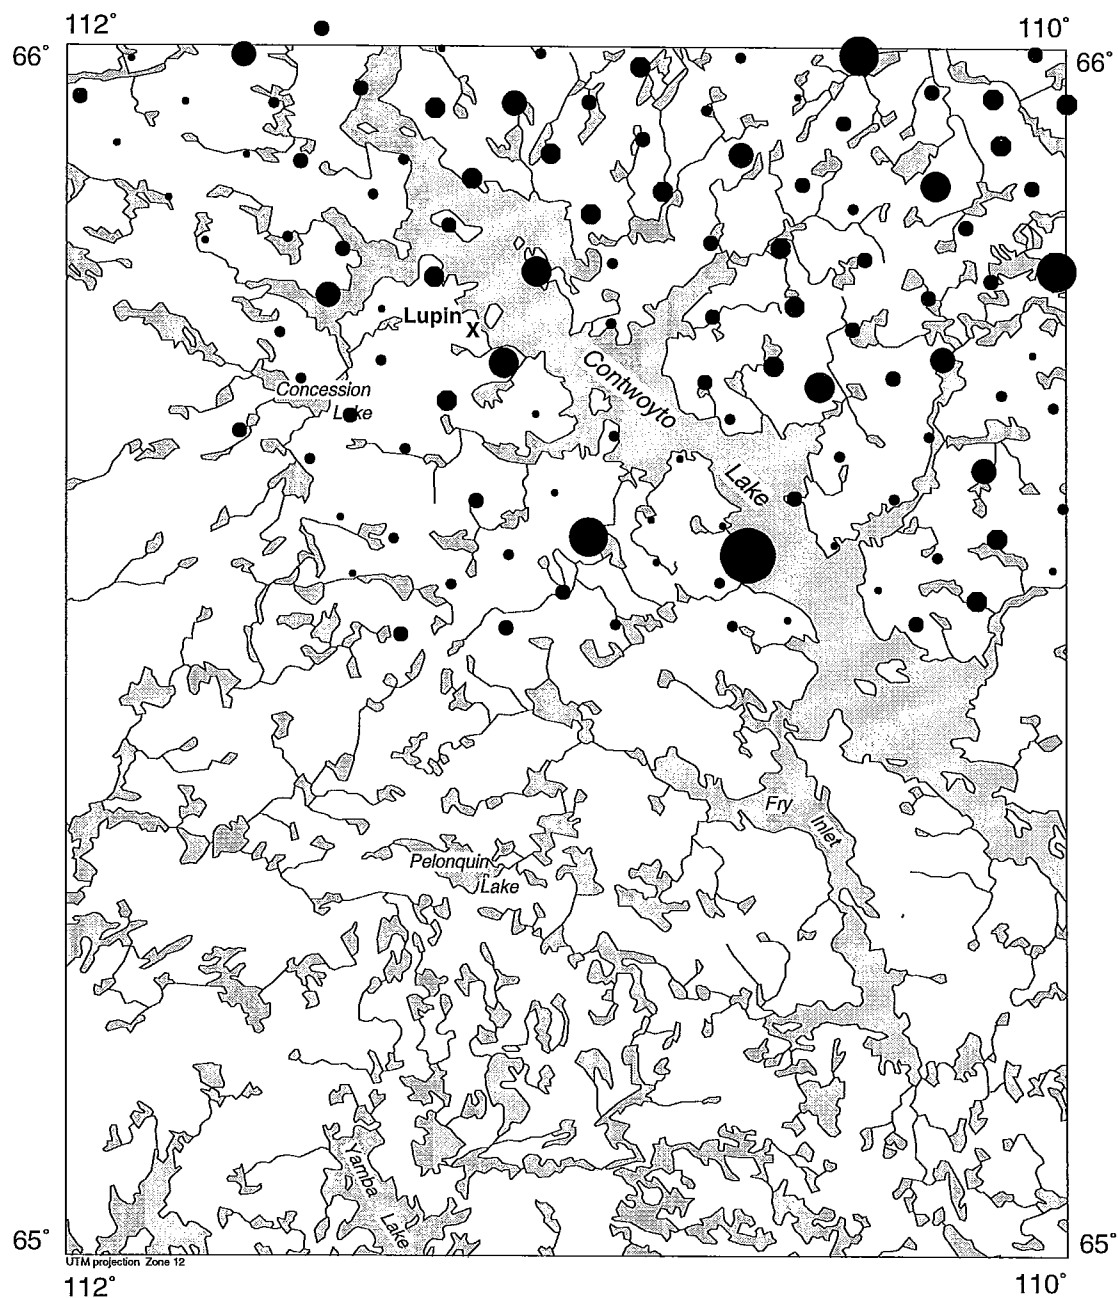 112°
110°
66°
66°
Lupin
X
Contwoyto
Concession
Lake
Lake
Fry
Inlet
Pelonquin
Lake
Yamba
Lake
65°
65°
UTM projection Zone 12
112°
110°